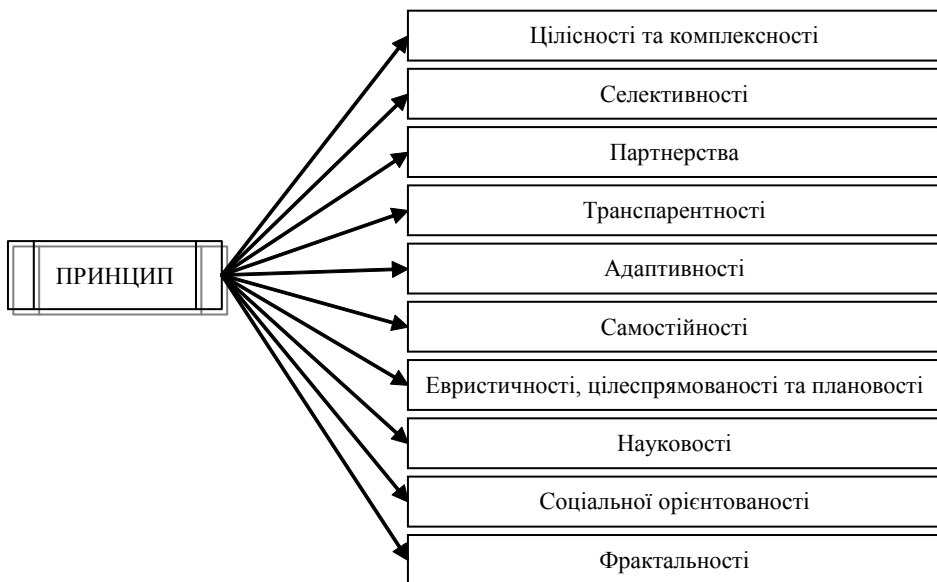 Цілісності та комплексності
Селективності
Партнерства
Транспарентності
Адаптивності
ПРИНЦИП
Самостійності
Евристичності, цілеспрямованості та плановості
Науковості
Соціальної орієнтованості
Фрактальності